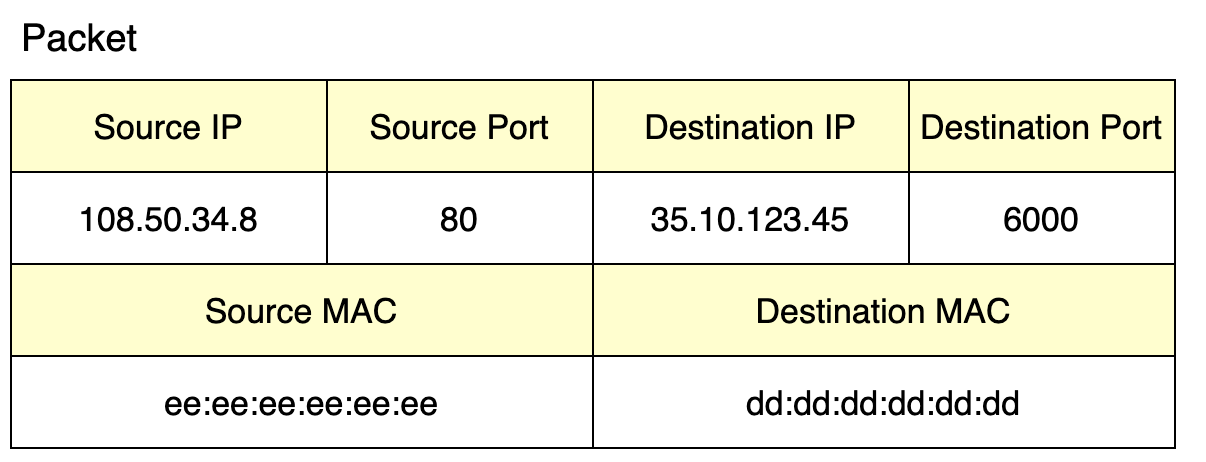 Packet
Source IP Source Port Destination IP Destination Port
108.50.34.8 80 35.10.123.45 6000
Source MAC Destination MAC
ee:ee:ee:ee:ee:ee dd:dd:dd:dd:dd:dd